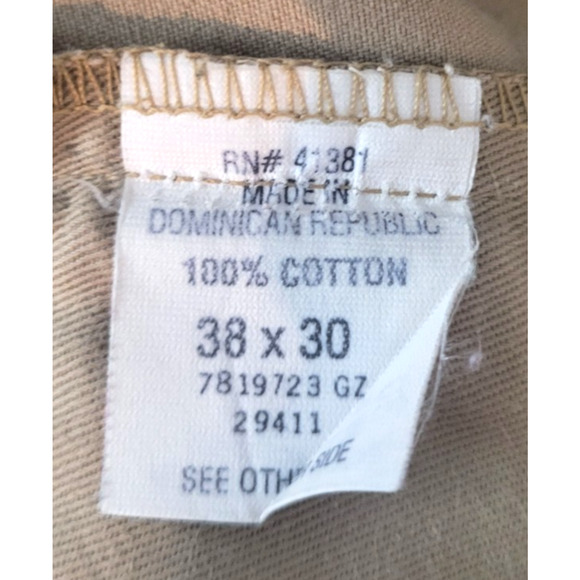 RN# 41381
MADE IN
DOMINICAN REPUBLIC
100% COTTON
38 x 30
7819723 GZ
29411
SEE OTHER SIDE